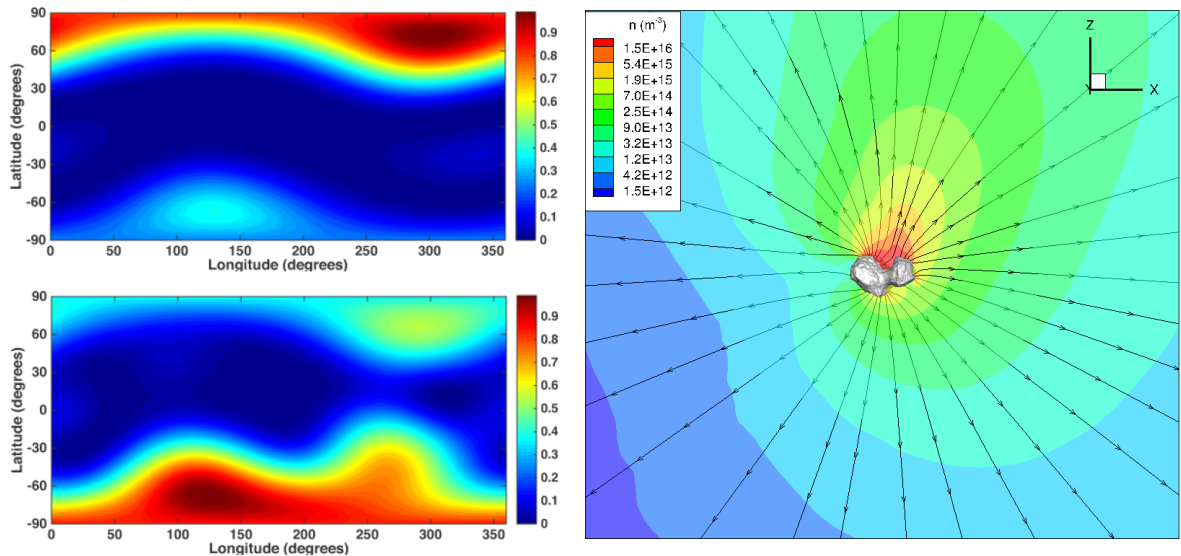 90
60
30
0
-30
-60
-90
Latitude (degrees)
0 50 100 150 200 250 300 350
Longitude (degrees)
0.9
0.8
0.7
0.6
0.5
0.4
0.3
0.2
0.1
0
90
60
30
0
-30
-60
-90
Latitude (degrees)
0 50 100 150 200 250 300 350
Longitude (degrees)
0.9
0.8
0.7
0.6
0.5
0.4
0.3
0.2
0.1
0
n (m⁻³)
1.5E+16
5.4E+15
1.9E+15
7.0E+14
2.5E+14
9.0E+13
3.2E+13
1.2E+13
4.2E+12
1.5E+12
Z
X